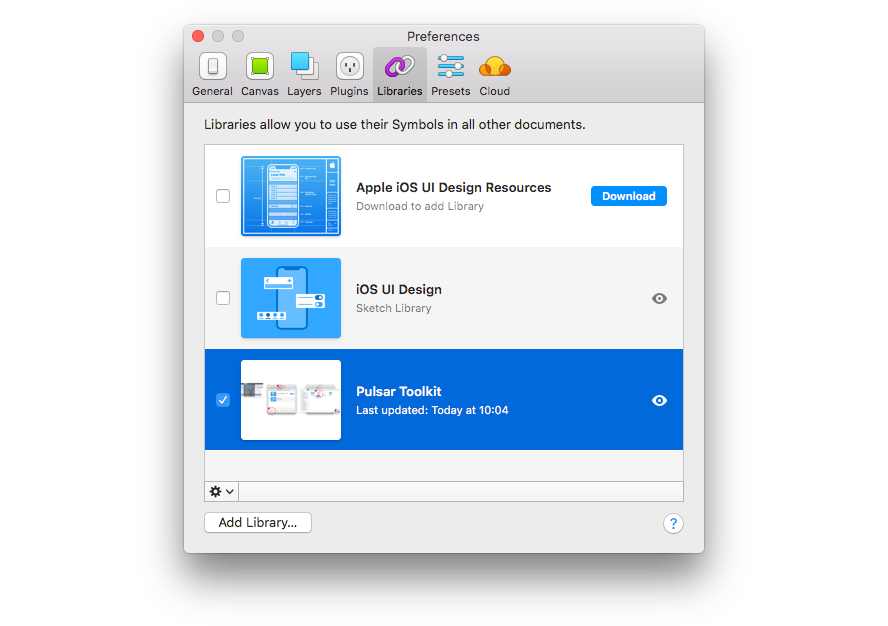 Preferences
General Canvas Layers Plugins Libraries Presets Cloud
Libraries allow you to use their Symbols in all other documents.
Apple iOS UI Design Resources
Download to add Library
Download
iOS UI Design
Sketch Library
Pulsar Toolkit
Last updated: Today at 10:04
Add Library...
?